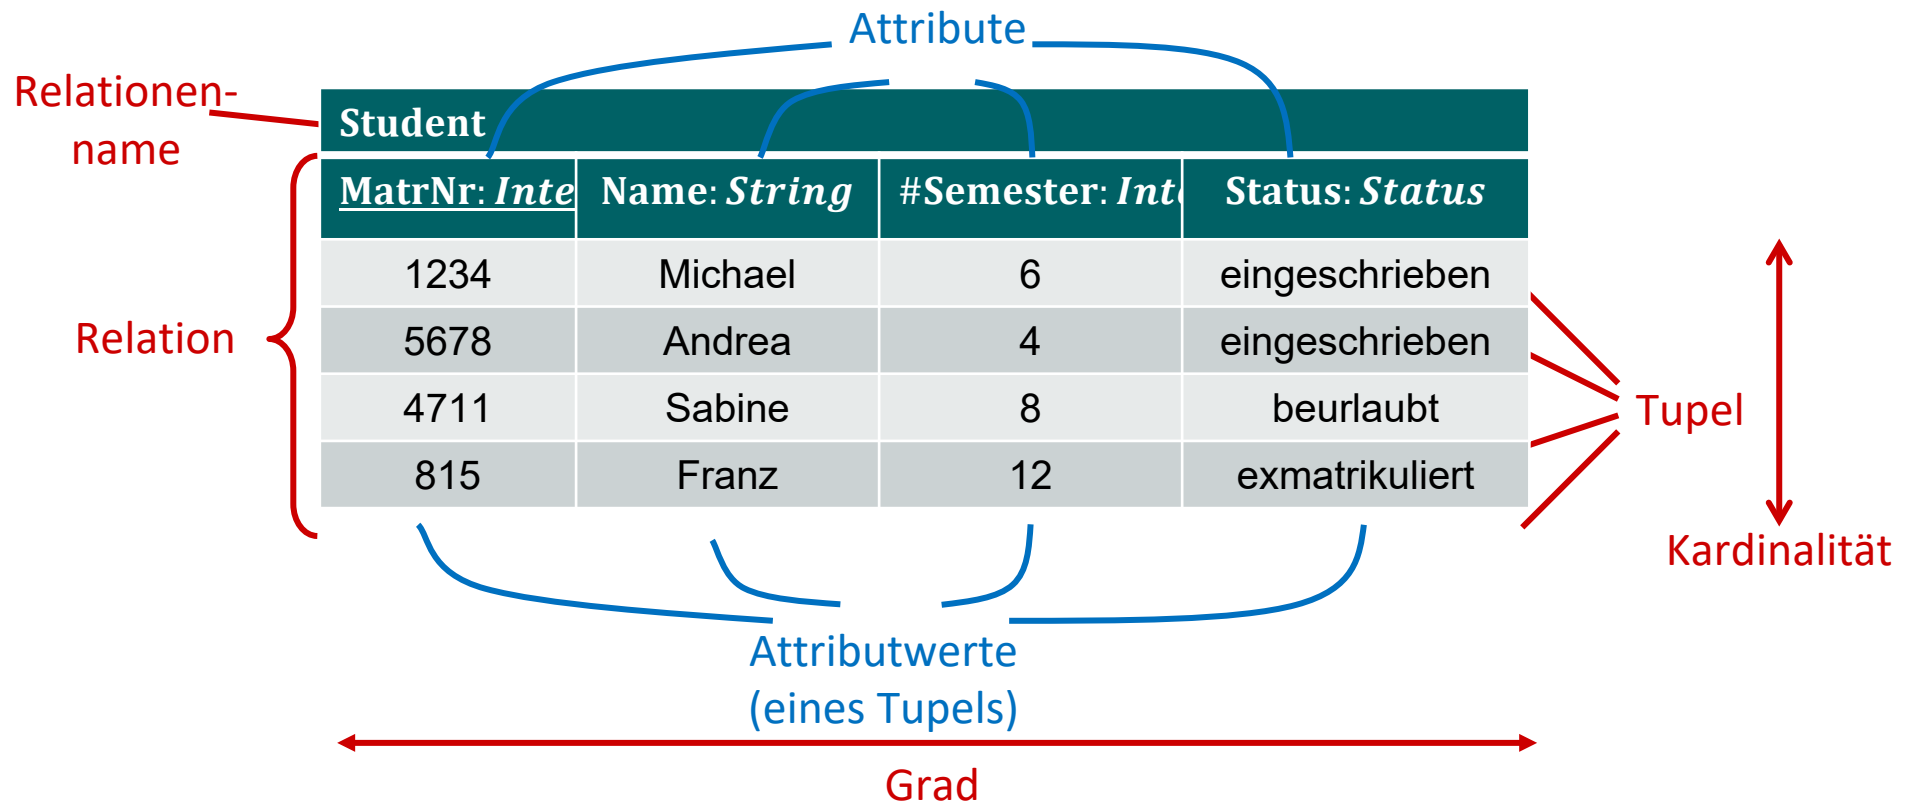 Attribute
Relationen-
name
Student
MatrNr: Inte
Name: String
#Semester: Int
Status: Status
1234 Michael 6 eingeschrieben
5678 Andrea 4 eingeschrieben
4711 Sabine 8 beurlaubt
815 Franz 12 exmatrikuliert
Relation
Tupel
Kardinalität
Attributwerte
(eines Tupels)
Grad